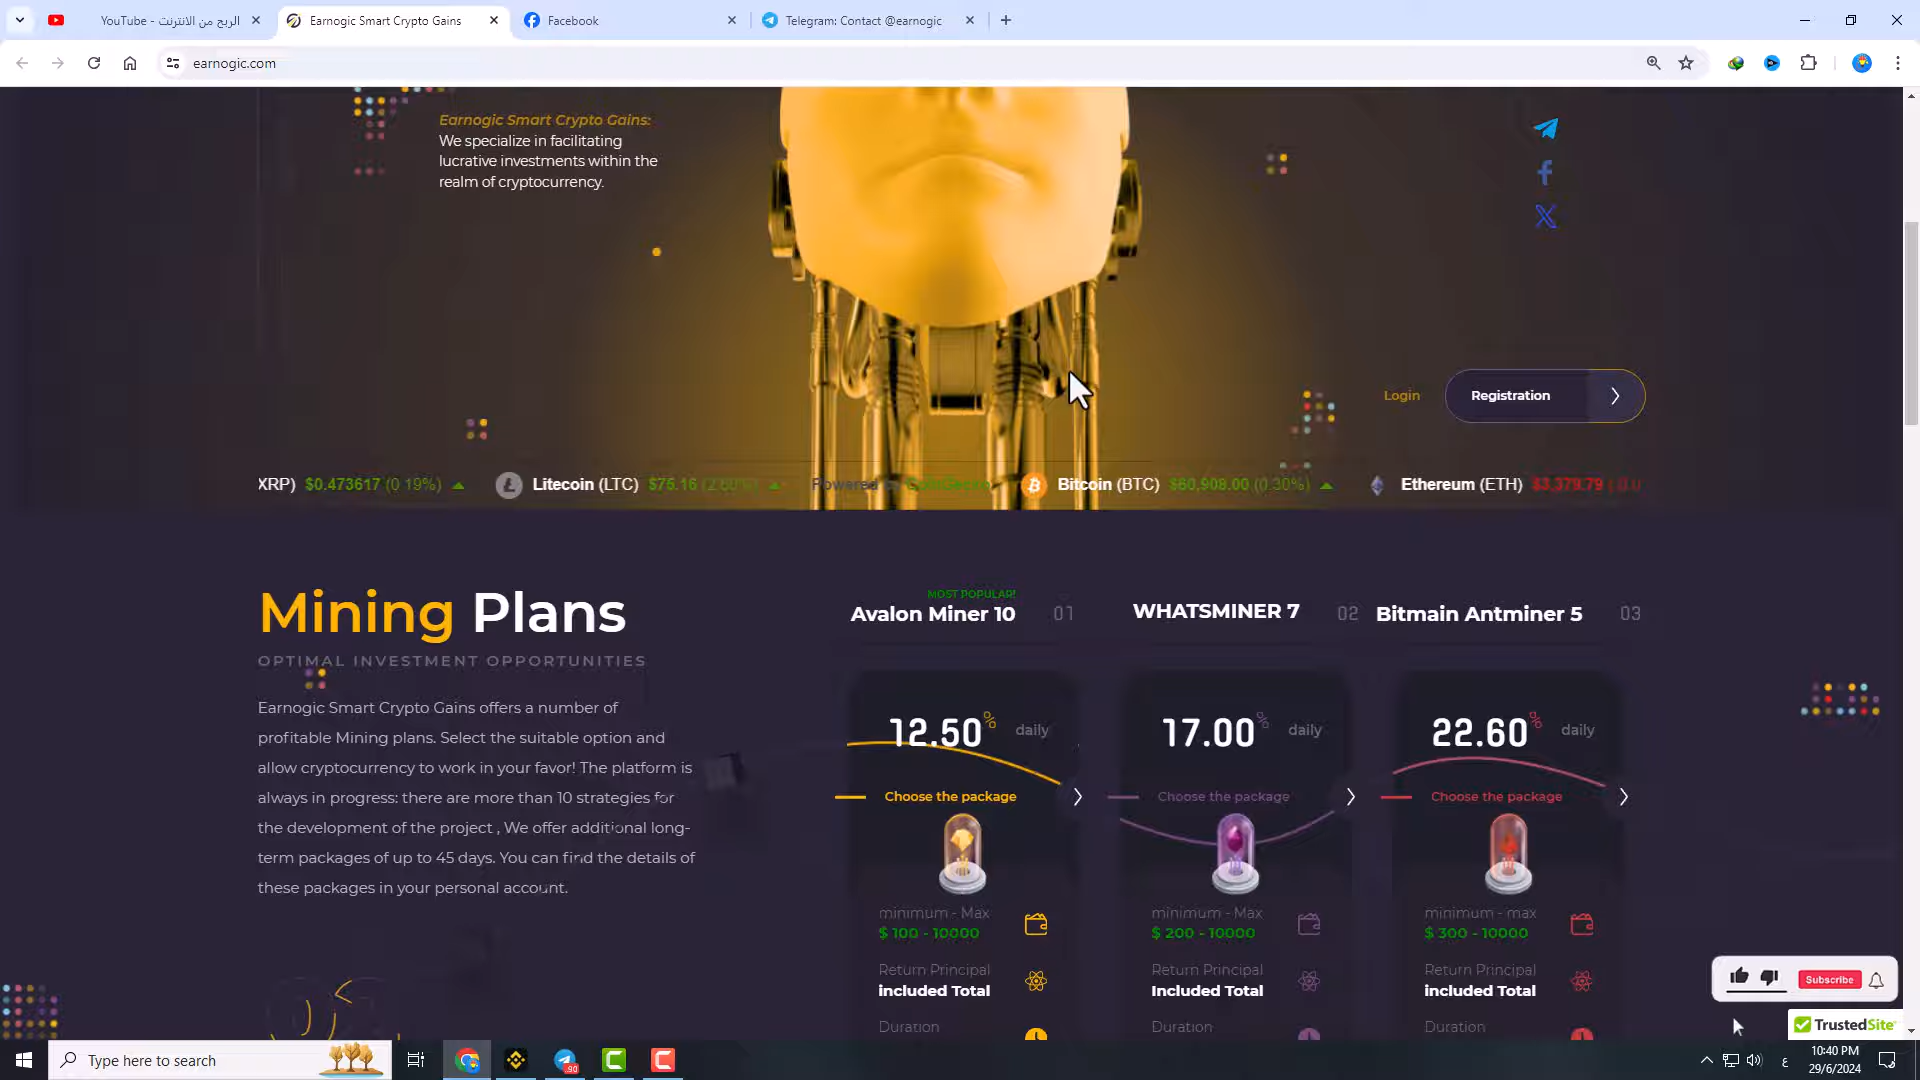 YouTube - الربح من الانترنت
Earnogic Smart Crypto Gains
Facebook
Telegram: Contact @earnogic
earnogic.com
Earnogic Smart Crypto Gains:
We specialize in facilitating
lucrative investments within the
realm of cryptocurrency.
Login
Registration
XRP) $0.473617 (0.19%)
Litecoin (LTC) $75.16 (2.60%)
Powered by CoinGecko
Bitcoin (BTC) $60,908.00 (0.30%)
Ethereum (ETH) $3,379.79
Mining Plans
OPTIMAL INVESTMENT OPPORTUNITIES
Earnogic Smart Crypto Gains offers a number of
profitable Mining plans. Select the suitable option and
allow cryptocurrency to work in your favor! The platform is
always in progress: there are more than 10 strategies for
the development of the project , We offer additional long-
term packages of up to 45 days. You can find the details of
these packages in your personal account.
MOST POPULAR!
Avalon Miner 10 01
12.50% daily
Choose the package
minimum - Max
$ 100 - 10000
Return Principal
included Total
Duration
WHATSMINER 7 02
17.00% daily
Choose the package
minimum - Max
$ 200 - 10000
Return Principal
Included Total
Duration
Bitmain Antminer 5 03
22.60% daily
Choose the package
minimum - max
$ 300 - 10000
Return Principal
included Total
Duration
Subscribe
TrustedSite
Type here to search
90
ع
10:40 PM
29/6/2024